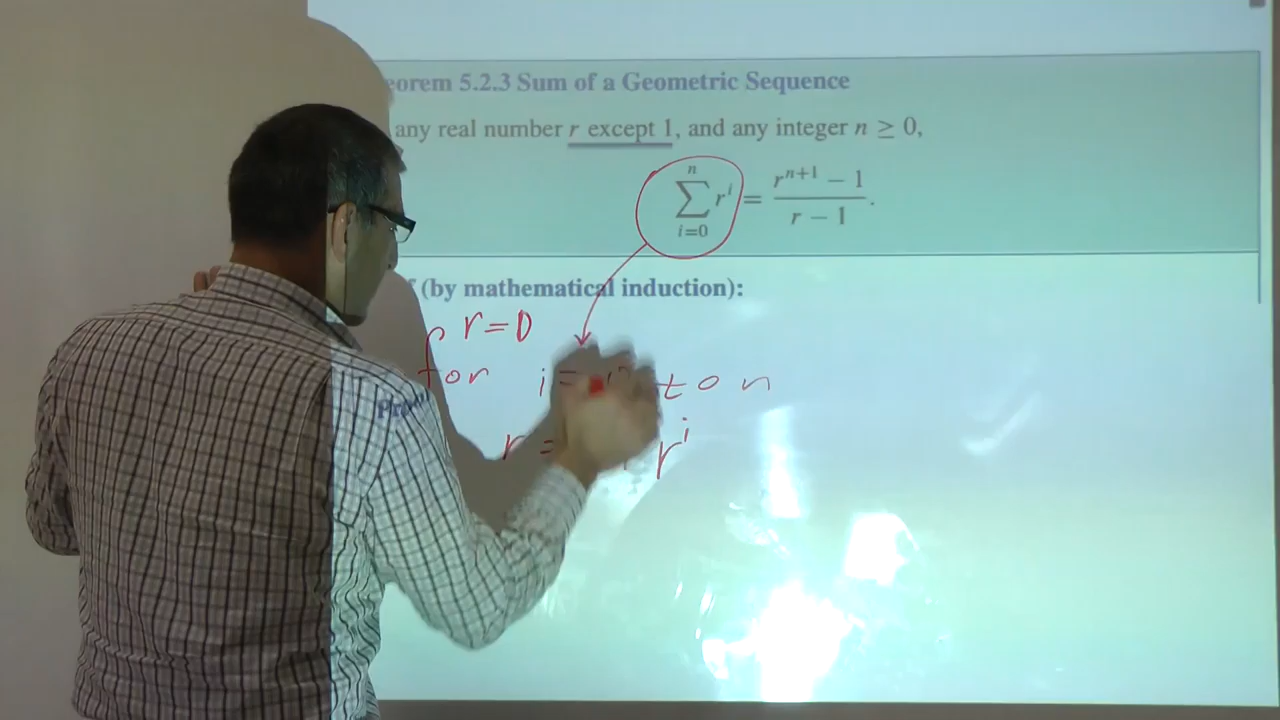 orem 5.2.3 Sum of a Geometric Sequence
any real number r except 1, and any integer n ≥ 0,
n
∑ r^i = (r^{n+1} − 1) / (r − 1).
i=0
(by mathematical induction):
r=0
for i= to n
r = r^i